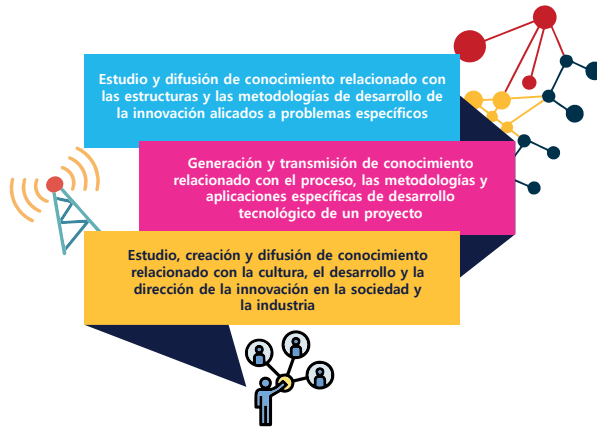 Estudio y difusión de conocimiento relacionado con
las estructuras y las metodologías de desarrollo de
la innovación alicados a problemas específicos
Generación y transmisión de conocimiento
relacionado con el proceso, las metodologías y
aplicaciones específicas de desarrollo
tecnológico de un proyecto
Estudio, creación y difusión de conocimiento
relacionado con la cultura, el desarrollo y la
dirección de la innovación en la sociedad y
la industria